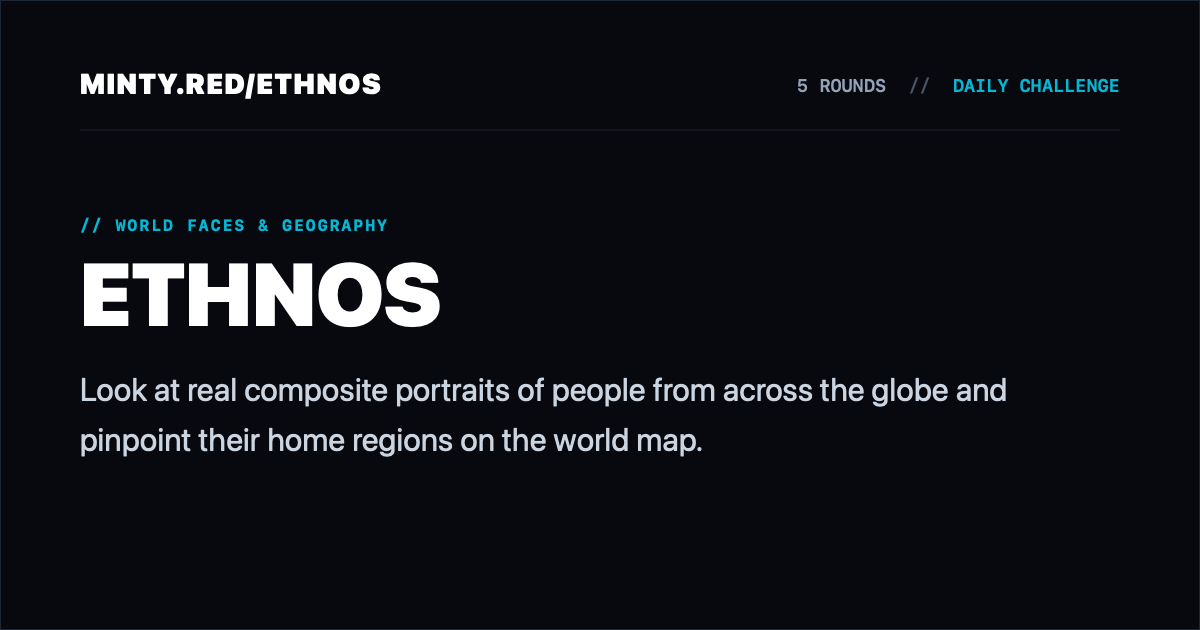 MINTY.RED/ETHNOS
5 ROUNDS // DAILY CHALLENGE
// WORLD FACES & GEOGRAPHY
ETHNOS
Look at real composite portraits of people from across the globe and
pinpoint their home regions on the world map.